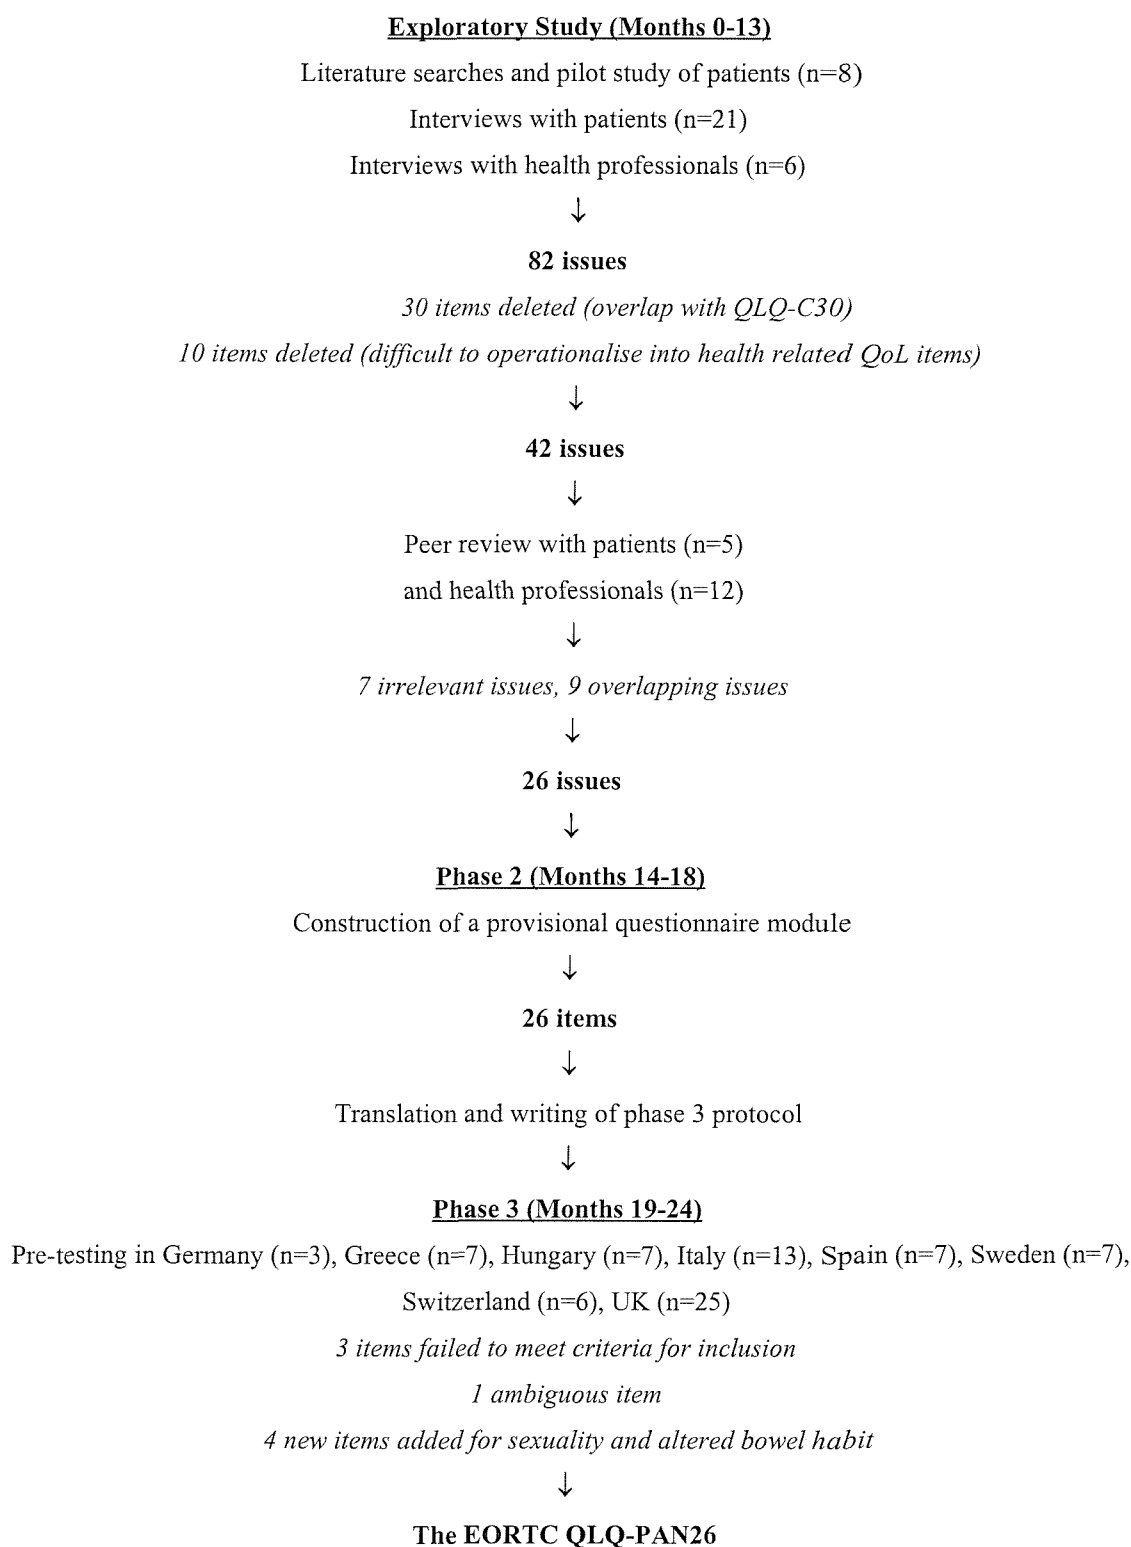 Exploratory Study (Months 0-13)
Literature searches and pilot study of patients (n=8)
Interviews with patients (n=21)
Interviews with health professionals (n=6)
↓
82 issues
30 items deleted (overlap with QLQ-C30)
10 items deleted (difficult to operationalise into health related QoL items)
↓
42 issues
↓
Peer review with patients (n=5)
and health professionals (n=12)
↓
7 irrelevant issues, 9 overlapping issues
↓
26 issues
↓
Phase 2 (Months 14-18)
Construction of a provisional questionnaire module
↓
26 items
↓
Translation and writing of phase 3 protocol
↓
Phase 3 (Months 19-24)
Pre-testing in Germany (n=3), Greece (n=7), Hungary (n=7), Italy (n=13), Spain (n=7), Sweden (n=7),
Switzerland (n=6), UK (n=25)
3 items failed to meet criteria for inclusion
1 ambiguous item
4 new items added for sexuality and altered bowel habit
↓
The EORTC QLQ-PAN26